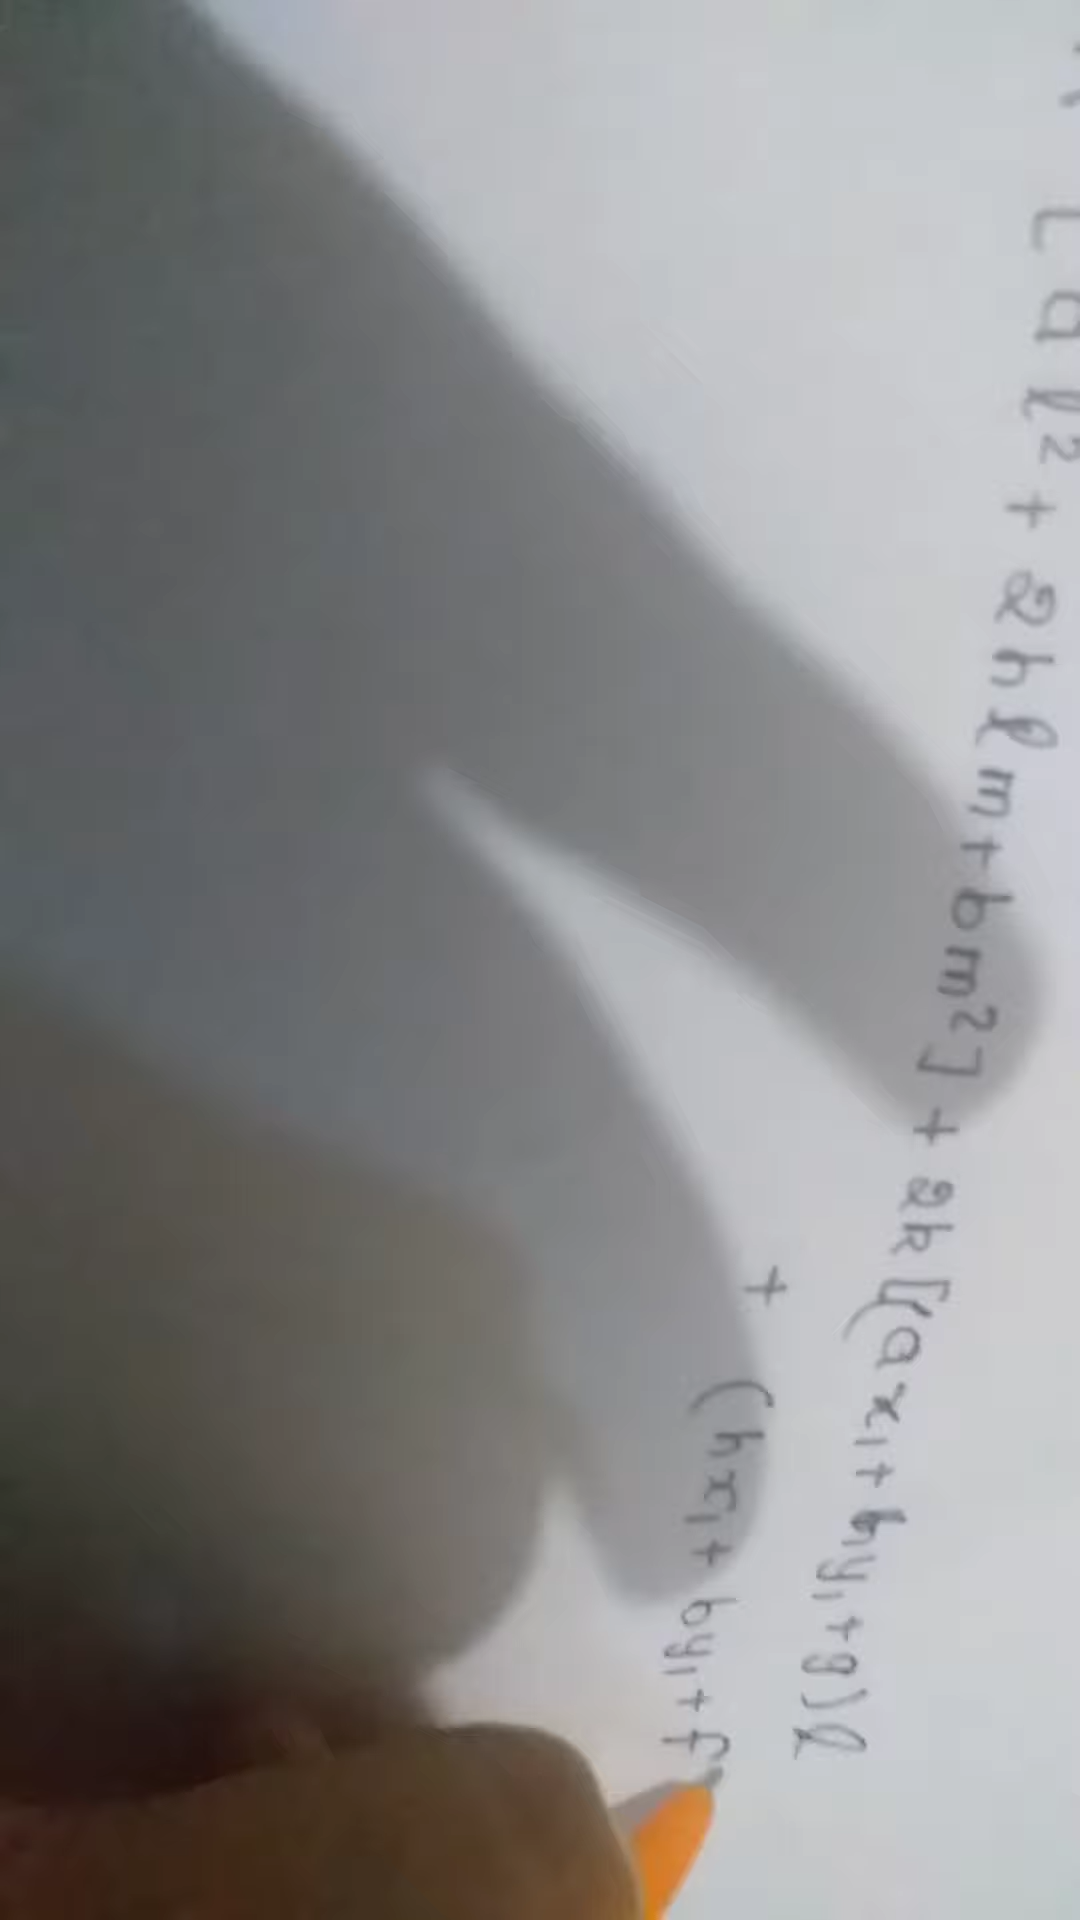 [al² + 2hlm + bm²] + 2k[(ax₁ + hy₁ + g)l
+ (hx₁ + by₁ + f